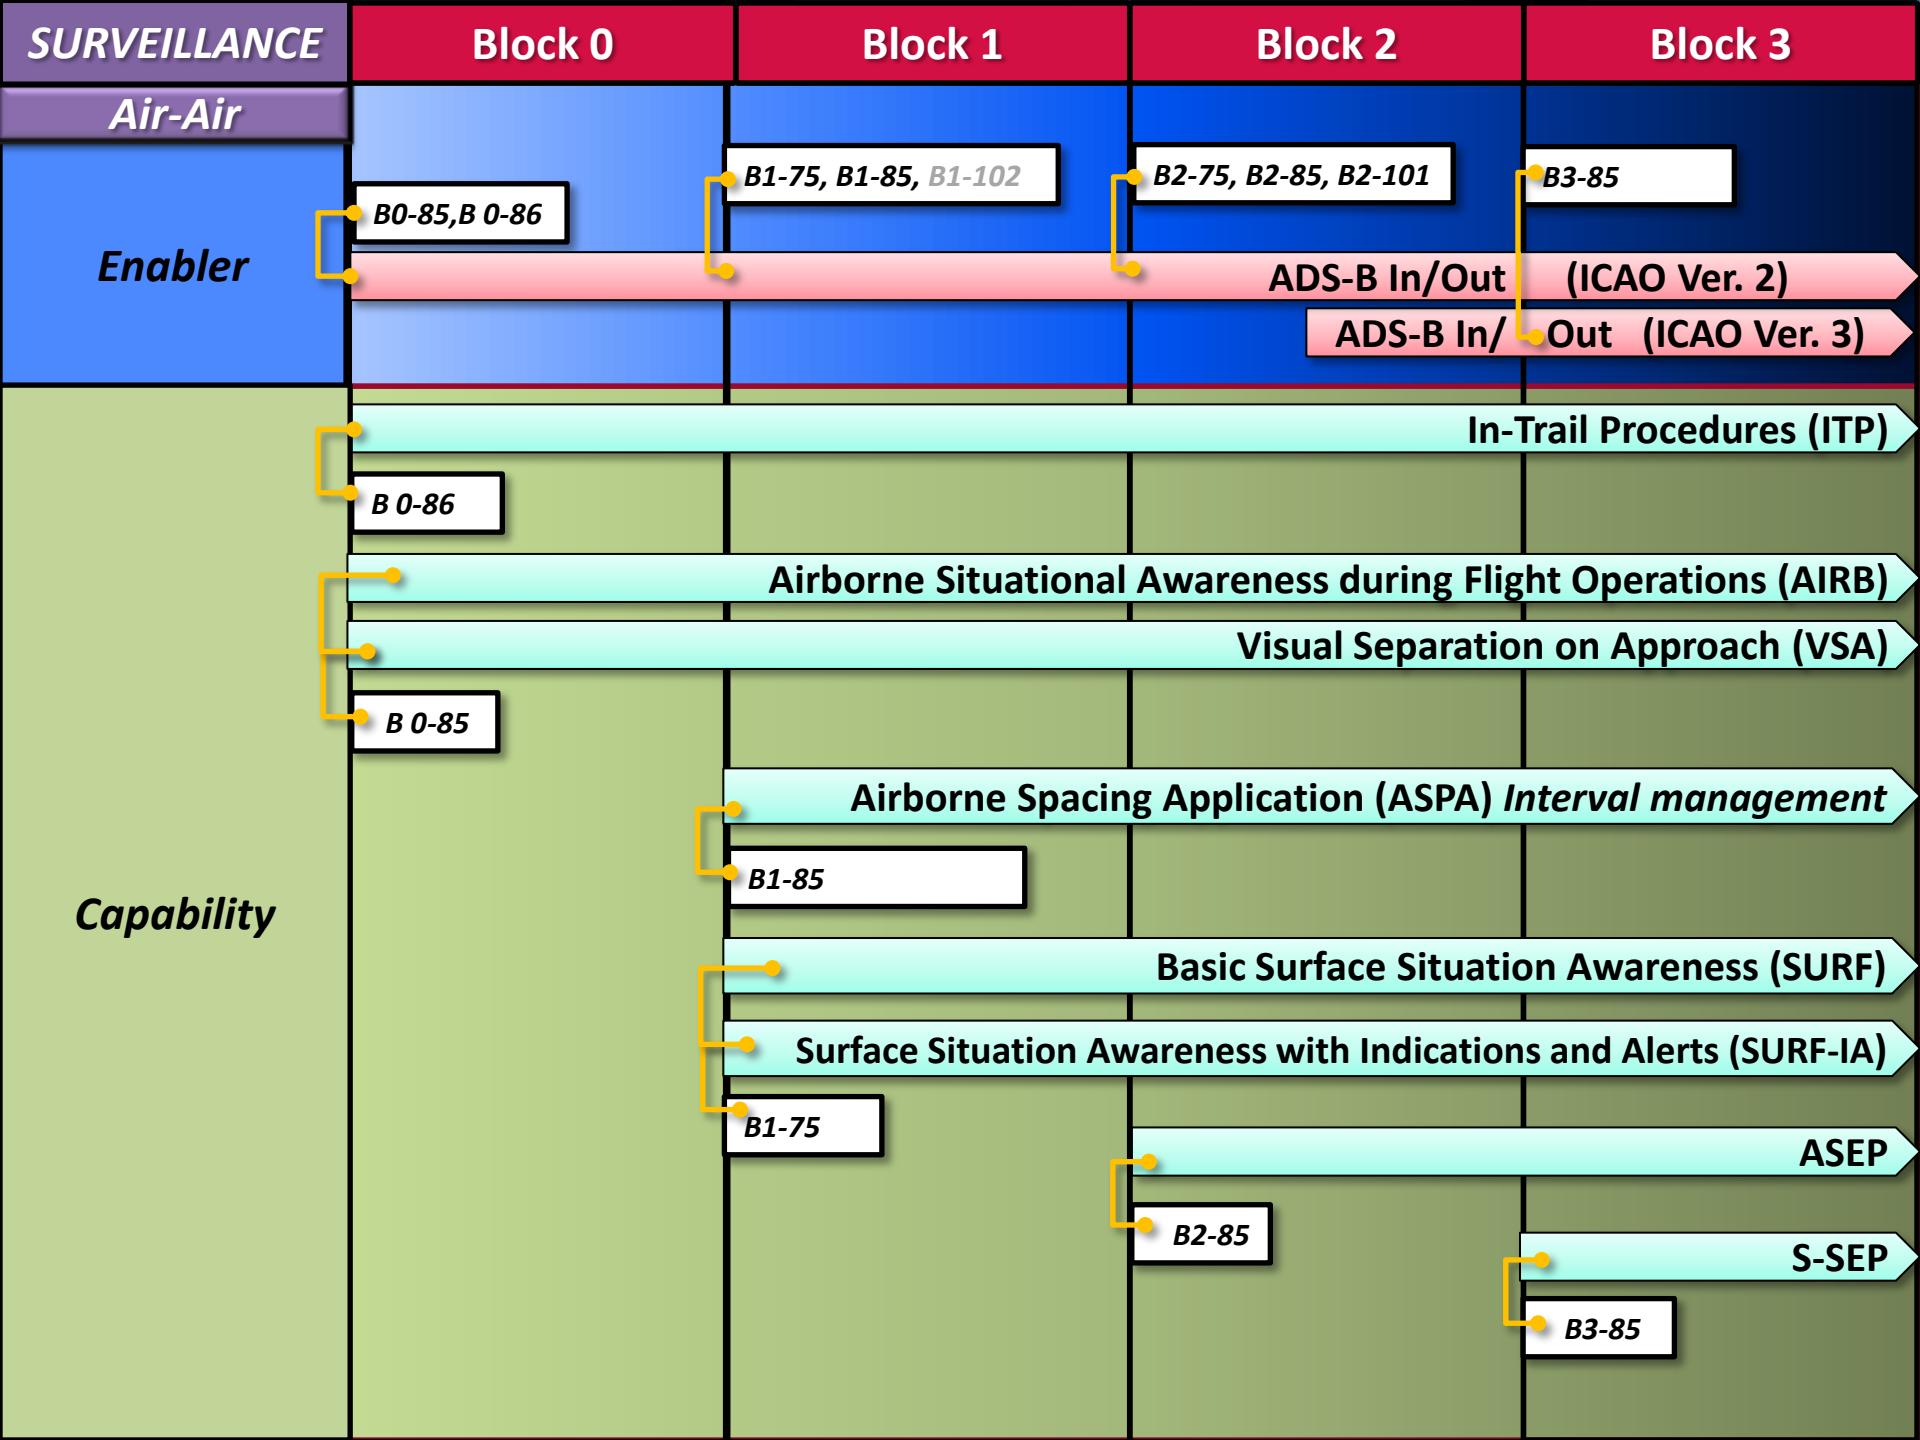 SURVEILLANCE Block 0 Block 1 Block 2 Block 3
Air-Air
Enabler
B0-85,B 0-86
B1-75, B1-85, B1-102
B2-75, B2-85, B2-101
B3-85
ADS-B In/Out (ICAO Ver. 2)
ADS-B In/ Out (ICAO Ver. 3)
Capability
In-Trail Procedures (ITP)
B 0-86
Airborne Situational Awareness during Flight Operations (AIRB)
Visual Separation on Approach (VSA)
B 0-85
Airborne Spacing Application (ASPA) Interval management
B1-85
Basic Surface Situation Awareness (SURF)
Surface Situation Awareness with Indications and Alerts (SURF-IA)
B1-75
ASEP
B2-85
S-SEP
B3-85